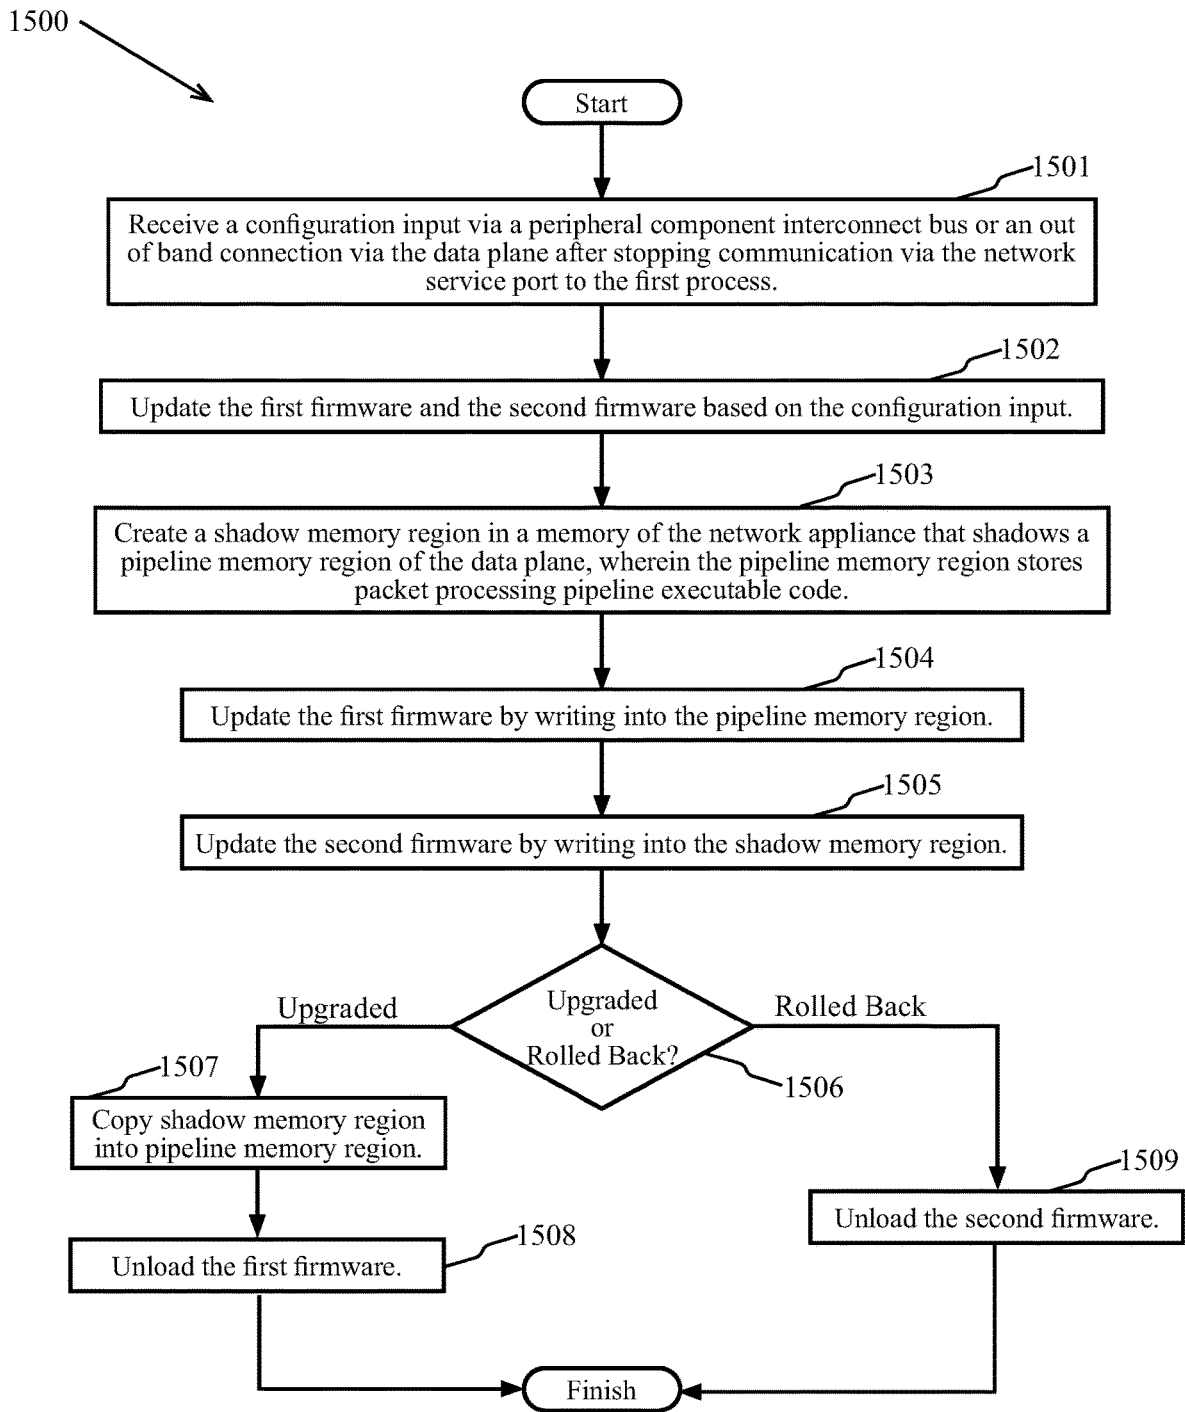 1500
Start
1501
Receive a configuration input via a peripheral component interconnect bus or an out
of band connection via the data plane after stopping communication via the network
service port to the first process.
1502
Update the first firmware and the second firmware based on the configuration input.
1503
Create a shadow memory region in a memory of the network appliance that shadows a
pipeline memory region of the data plane, wherein the pipeline memory region stores
packet processing pipeline executable code.
1504
Update the first firmware by writing into the pipeline memory region.
1505
Update the second firmware by writing into the shadow memory region.
Upgraded
Upgraded
or
Rolled Back?
Rolled Back
1506
1507
Copy shadow memory region
into pipeline memory region.
1508
Unload the first firmware.
1509
Unload the second firmware.
Finish